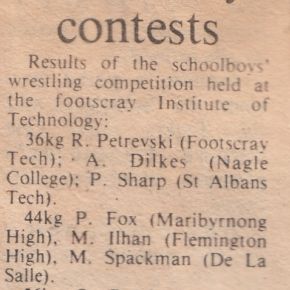 contests
Results of the schoolboys'
wrestling competition held at
the footscray Institute of
Technology:
36kg R. Petrevski (Footscray
Tech); A. Dilkes (Nagle
College); P. Sharp (St Albans
Tech).
44kg P. Fox (Maribyrnong
High), M. Ilhan (Flemington
High), M. Spackman (De La
Salle).